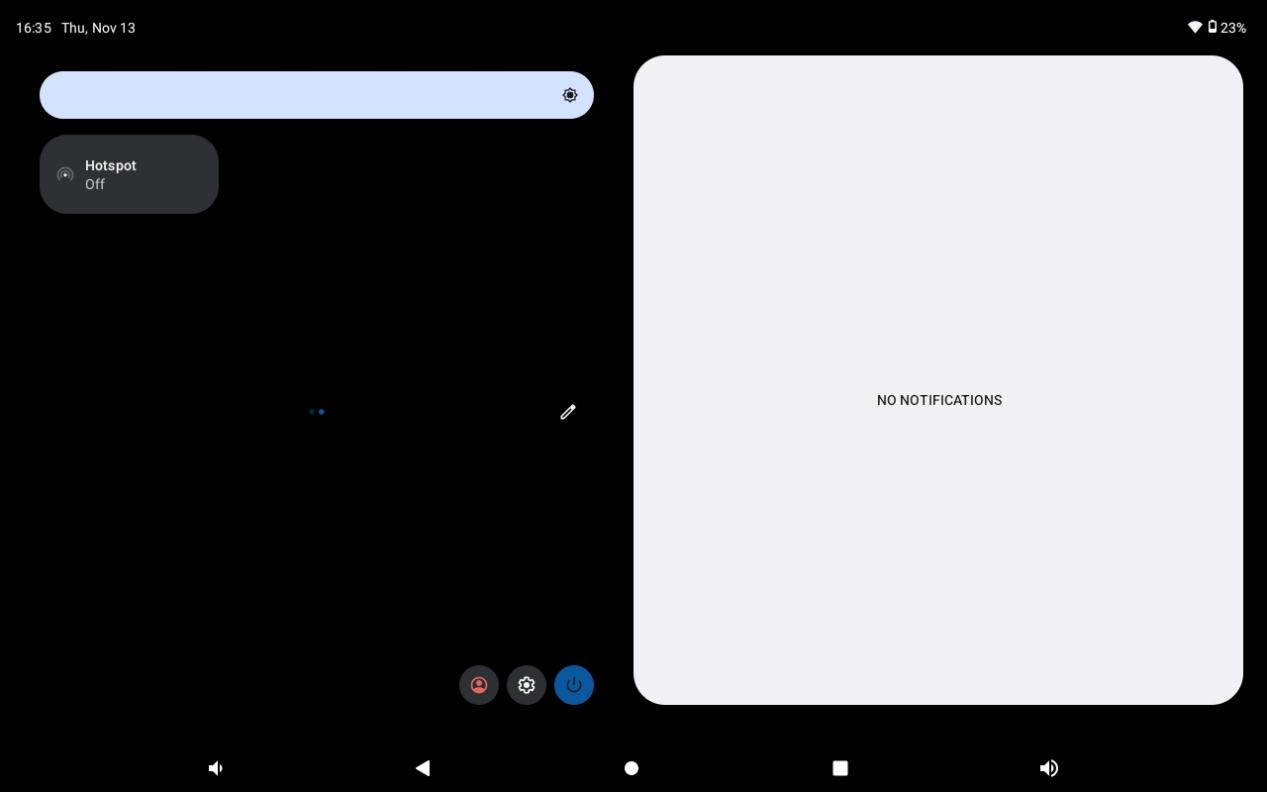 16:35 Thu, Nov 13
23%
Hotspot
Off
NO NOTIFICATIONS